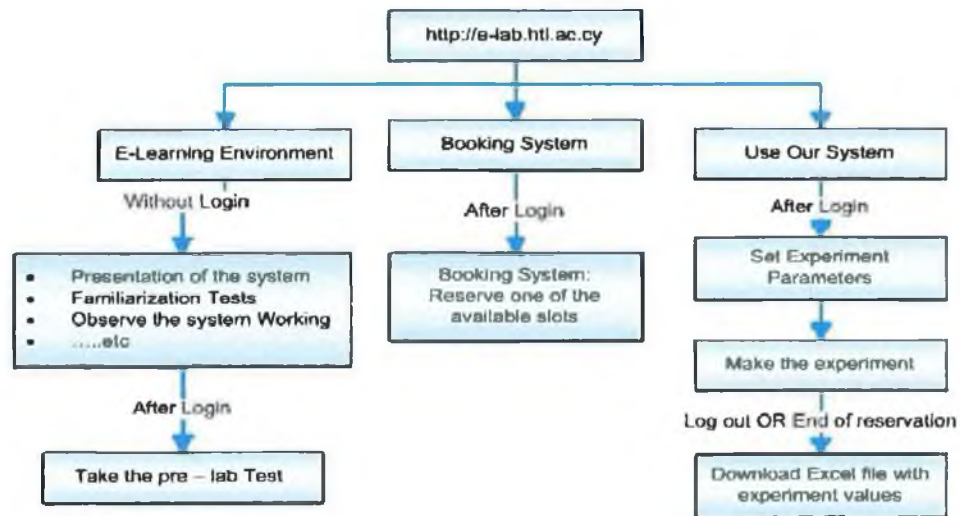 http://e-lab.hti.ac.cy
E-Learning Environment
Without Login
• Presentation of the system
• Familiarization Tests
• Observe the system Working
• .....etc
After Login
Take the pre – lab Test
Booking System
After Login
Booking System:
Reserve one of the
available slots
Use Our System
After Login
Set Experiment
Parameters
Make the experiment
Log out OR End of reservation
Download Excel file with
experiment values